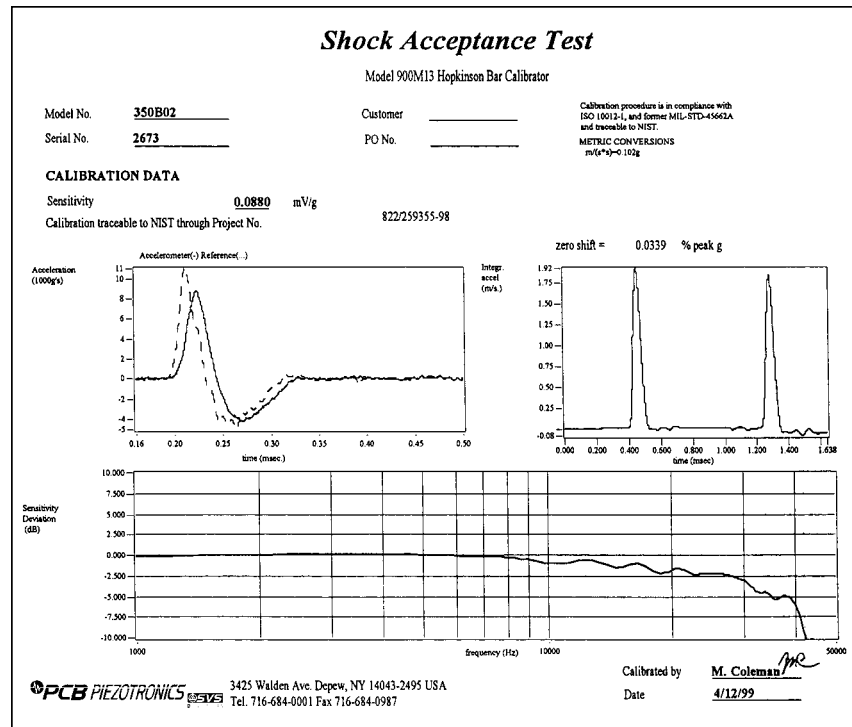 Shock Acceptance Test
Model 900M13 Hopkinson Bar Calibrator
Model No. 350B02
Customer
Serial No. 2673
PO No.
Calibration procedure is in compliance with
ISO 10012-1, and former MIL-STD-45662A
and traceable to NIST.
METRIC CONVERSIONS
m/(s*s)=0.102g
CALIBRATION DATA
Sensitivity 0.0880 mV/g
Calibration traceable to NIST through Project No. 822/259355-98
zero shift = 0.0339 % peak g
Accelerometer(-) Reference(...)
Acceleration
(1000g's)
11
10
8
6
4
2
0
-2
-4
-5
0.16 0.20 0.25 0.30 0.35 0.40 0.45 0.50
time (msec.)
Integr.
accel
(m/s.)
1.92
1.75
1.50
1.25
1.00
0.75
0.50
0.25
-0.08
0.000 0.200 0.400 0.600 0.800 1.000 1.200 1.400 1.638
time (msec)
Sensitivity
Deviation
(dB)
10.000
7.500
5.000
2.500
0.000
-2.500
-5.000
-7.500
-10.000
1000 10000 50000
frequency (Hz)
Calibrated by M. Coleman
Date 4/12/99
PCB PIEZOTRONICS
SVS
3425 Walden Ave. Depew, NY 14043-2495 USA
Tel. 716-684-0001 Fax 716-684-0987